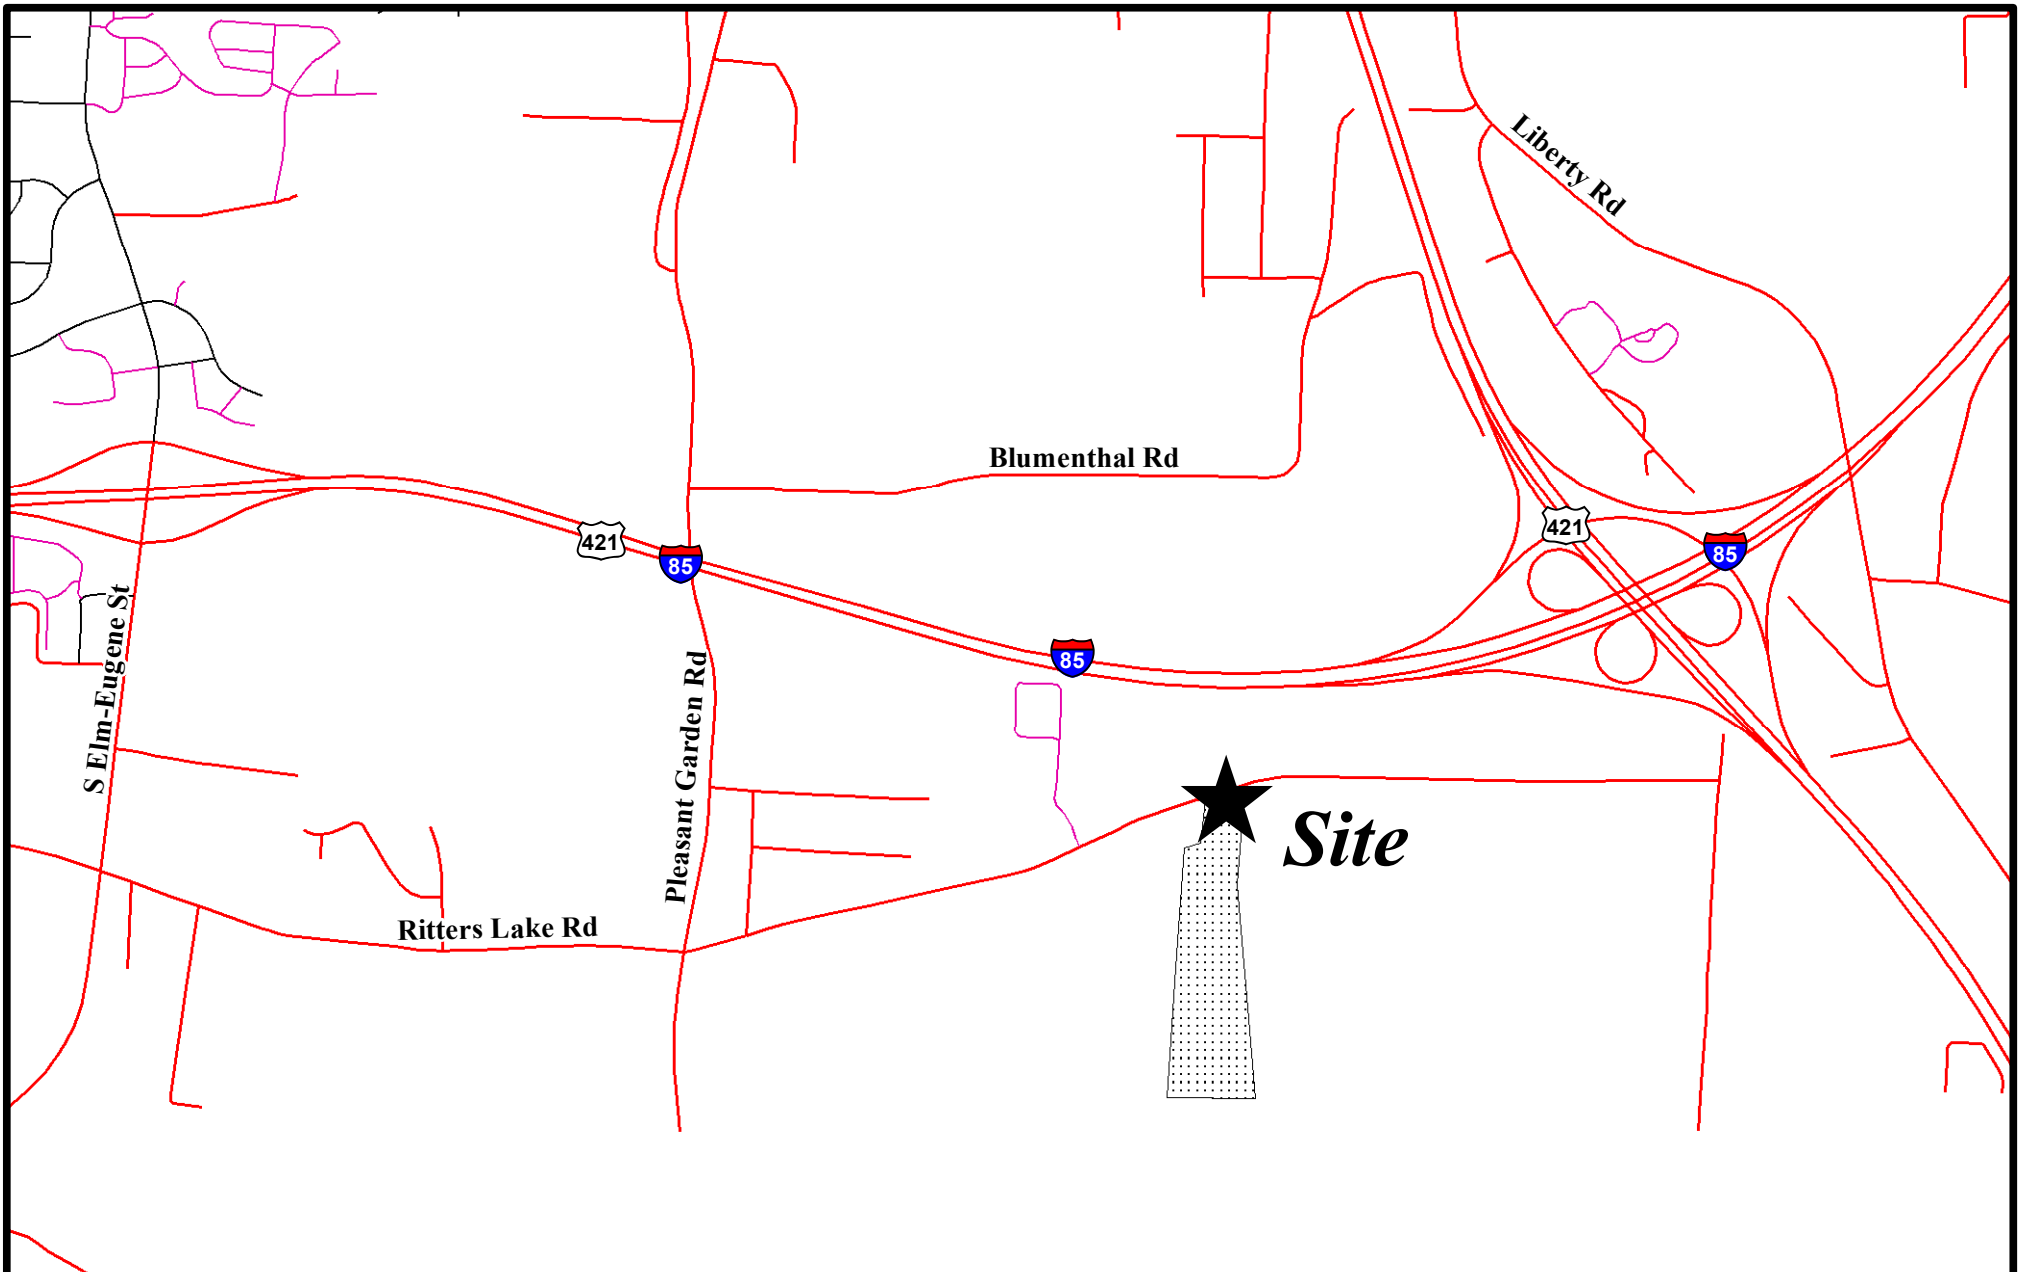 Liberty Rd
Blumenthal Rd
421
421
85
85
85
S Elm-Eugene St
Pleasant Garden Rd
Site
Ritters Lake Rd